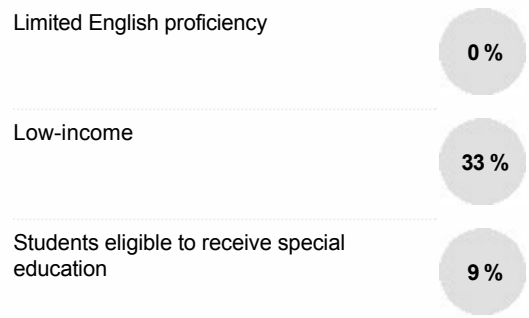 Limited English proficiency
0 %
Low-income
33 %
Students eligible to receive special
education
9 %